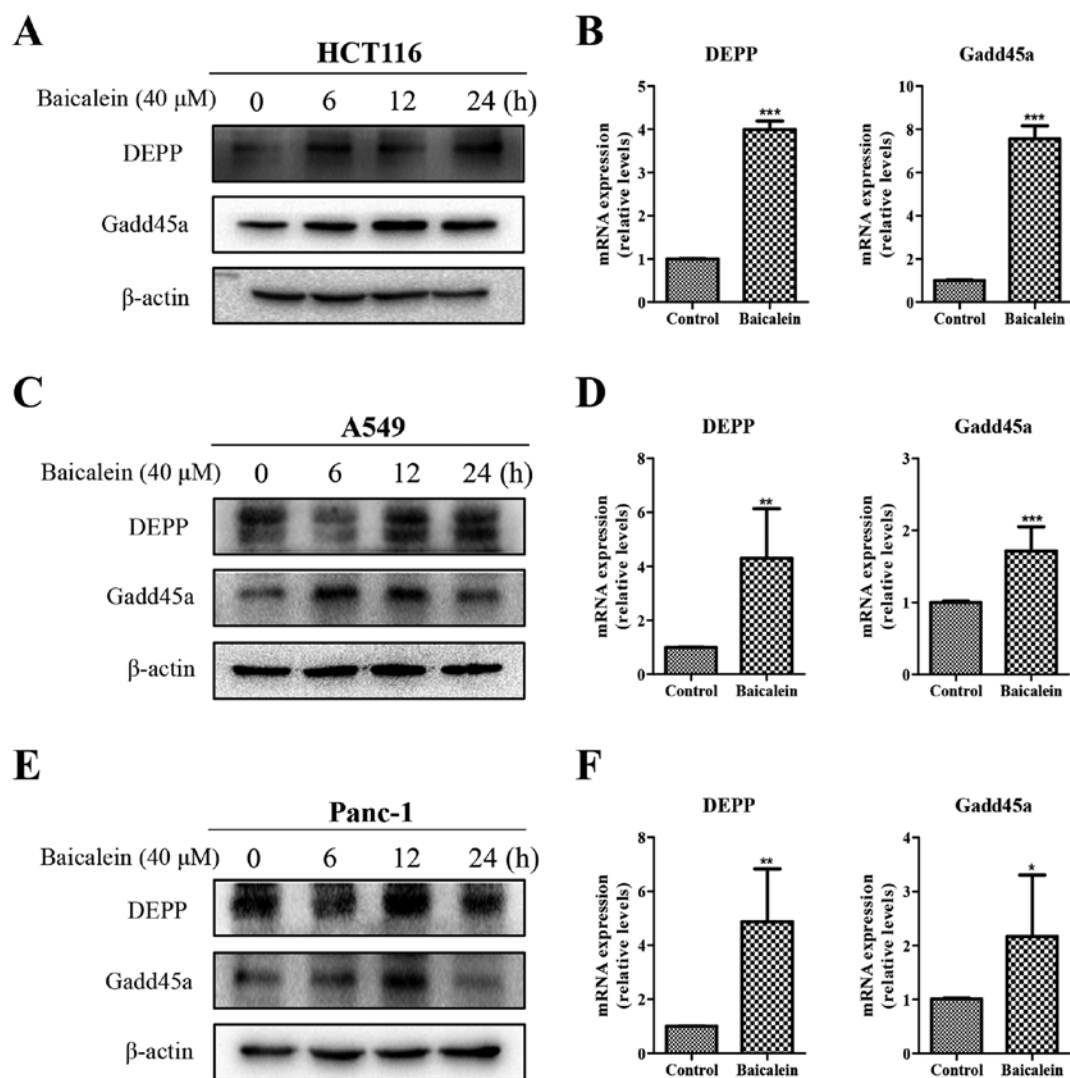 A
HCT116
Baicalein (40 μM) 0 6 12 24 (h)
DEPP
Gadd45a
β-actin
B
DEPP
mRNA expression
(relative levels)
5
4
3
2
1
0
***
Control Baicalein
Gadd45a
mRNA expression
(relative levels)
10
8
6
4
2
0
***
Control Baicalein
C
A549
Baicalein (40 μM) 0 6 12 24 (h)
DEPP
Gadd45a
β-actin
D
DEPP
mRNA expression
(relative levels)
8
6
4
2
0
**
Control Baicalein
Gadd45a
mRNA expression
(relative levels)
3
2
1
0
***
Control Baicalein
E
Panc-1
Baicalein (40 μM) 0 6 12 24 (h)
DEPP
Gadd45a
β-actin
F
DEPP
mRNA expression
(relative levels)
8
6
4
2
0
**
Control Baicalein
Gadd45a
mRNA expression
(relative levels)
4
3
2
1
0
*
Control Baicalein